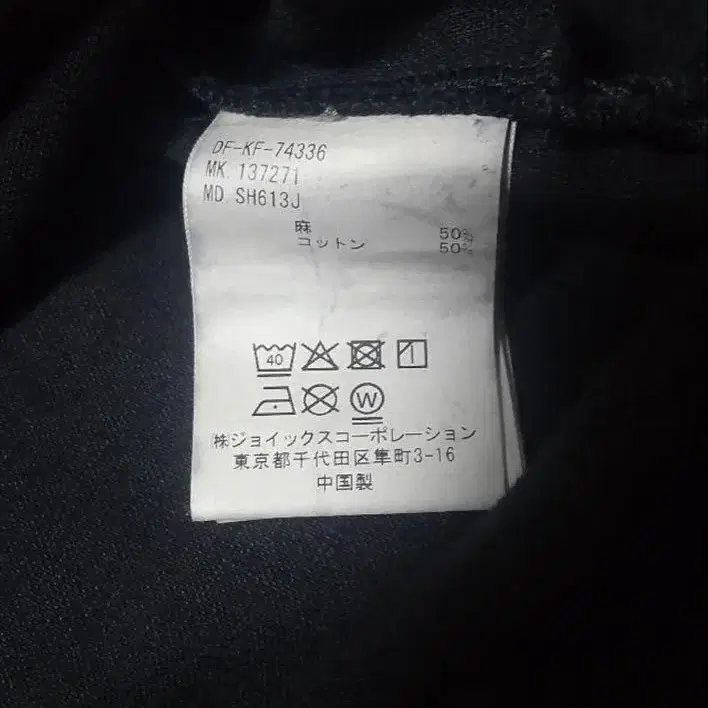 DF-KF-74336
MK 137271
MD SH613J
麻 50%
コットン 50%
40
W
㈱ジョイックスコーポレーション
東京都千代田区隼町3-16
中国製